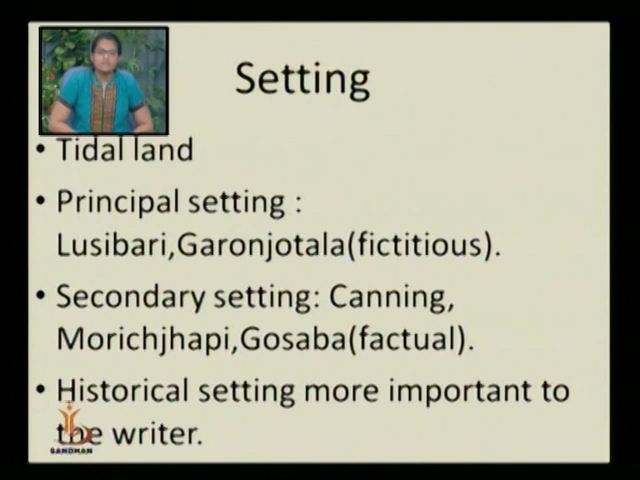 Setting
• Tidal land
• Principal setting :
Lusibari,Garonjotala(fictitious).
• Secondary setting: Canning,
Morichjhapi,Gosaba(factual).
• Historical setting more important to
the writer.
SANDHAN